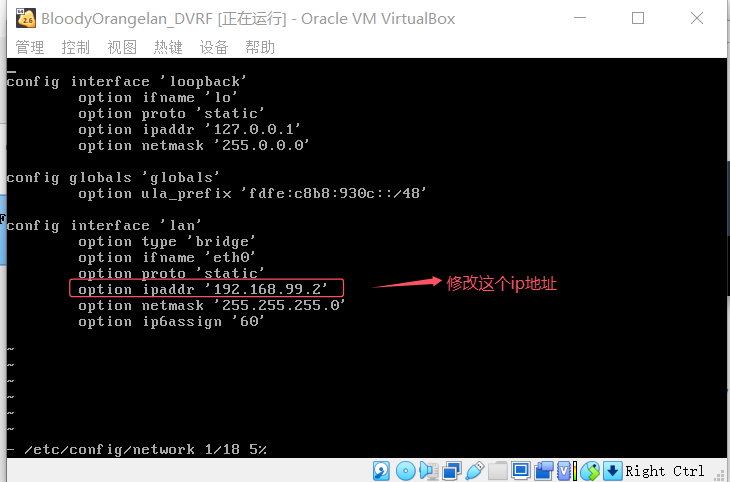 2.6
BloodyOrangelan_DVRF [正在运行] - Oracle VM VirtualBox
管理 控制 视图 热键 设备 帮助
config interface 'loopback'
option ifname 'lo'
option proto 'static'
option ipaddr '127.0.0.1'
option netmask '255.0.0.0'
config globals 'globals'
option ula_prefix 'fdfe:c8b8:930c::/48'
config interface 'lan'
option type 'bridge'
option ifname 'eth0'
option proto 'static'
option ipaddr '192.168.99.2'
修改这个ip地址
option netmask '255.255.255.0'
option ip6assign '60'
~
~
~
~
~
~
- /etc/config/network 1/18 5%
Right Ctrl